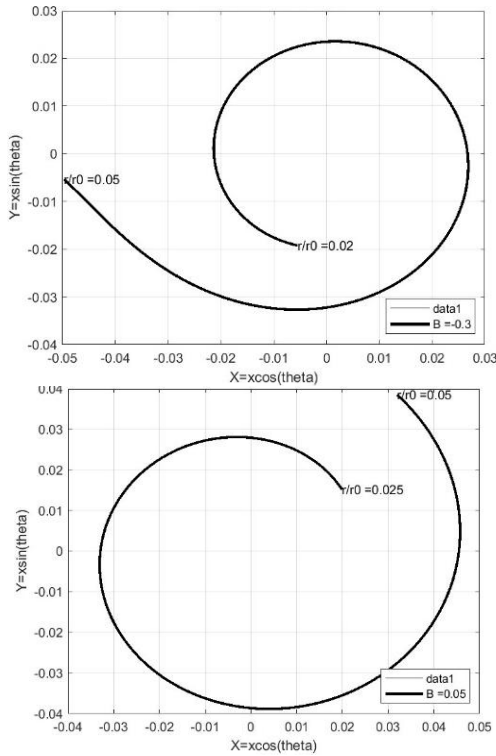 0.03
0.02
0.01
0
-0.01
-0.02
-0.03
-0.04
Y=xsin(theta)
r/r0 =0.05
r/r0 =0.02
data1
B =-0.3
-0.05 -0.04 -0.03 -0.02 -0.01 0 0.01 0.02 0.03
X=xcos(theta)
0.04
0.03
0.02
0.01
0
-0.01
-0.02
-0.03
-0.04
Y=xsin(theta)
r/r0 =0.05
r/r0 =0.025
data1
B =0.05
-0.04 -0.03 -0.02 -0.01 0 0.01 0.02 0.03 0.04 0.05
X=xcos(theta)